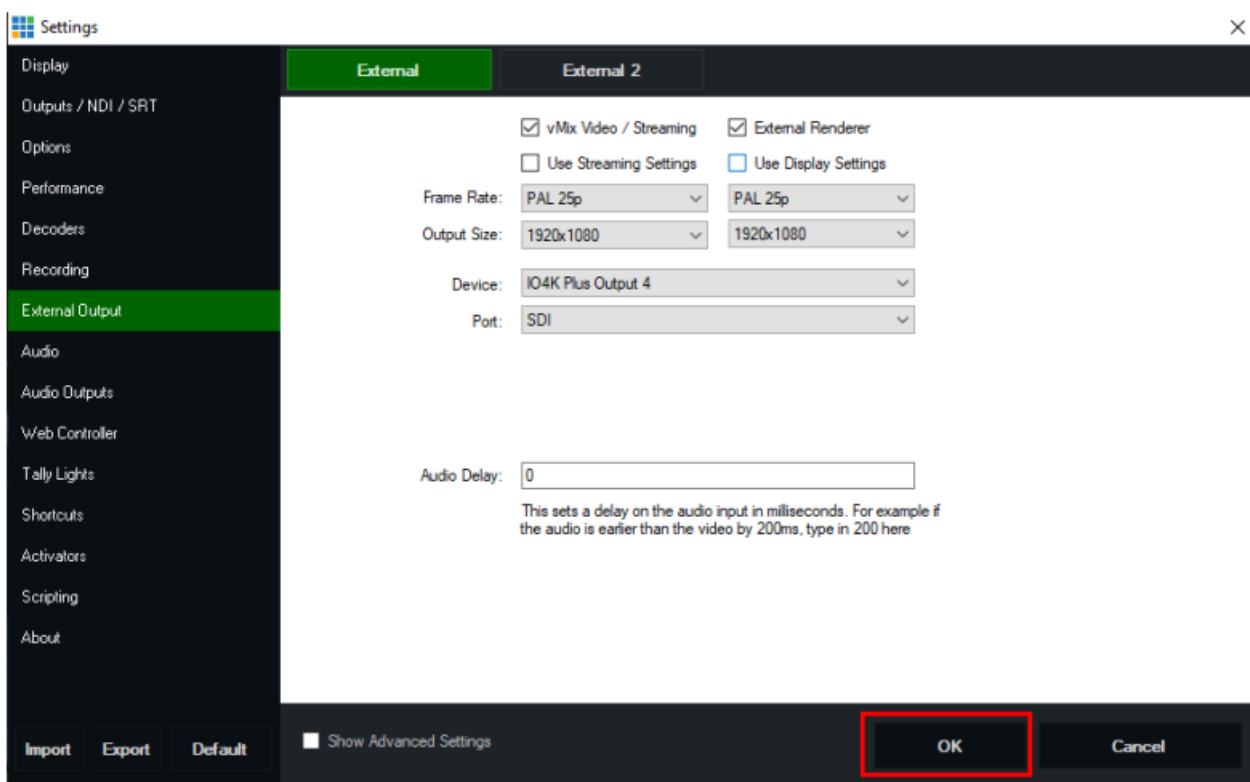 Settings
Display
Outputs / NDI / SRT
Options
Performance
Decoders
Recording
External Output
Audio
Audio Outputs
Web Controller
Tally Lights
Shortcuts
Activators
Scripting
About
Import Export Default
External External 2
vMix Video / Streaming External Renderer
Use Streaming Settings Use Display Settings
Frame Rate: PAL 25p PAL 25p
Output Size: 1920x1080 1920x1080
Device: IO4K Plus Output 4
Port: SDI
Audio Delay: 0
This sets a delay on the audio input in milliseconds. For example if
the audio is earlier than the video by 200ms, type in 200 here
Show Advanced Settings OK Cancel